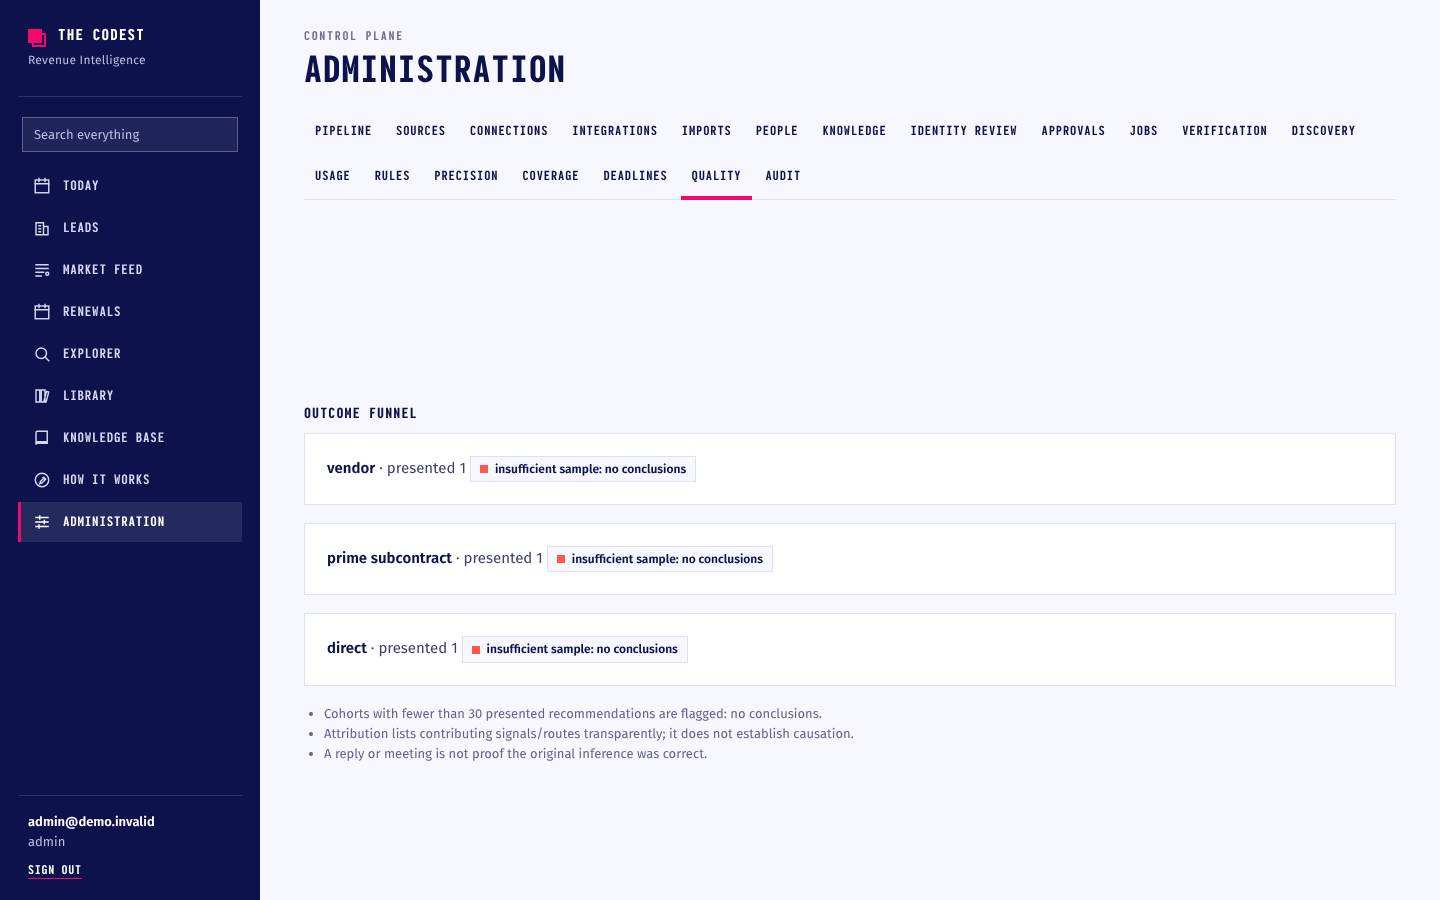 THE CODEST
Revenue Intelligence
Search everything
TODAY
LEADS
MARKET FEED
RENEWALS
EXPLORER
LIBRARY
KNOWLEDGE BASE
HOW IT WORKS
ADMINISTRATION
admin@demo.invalid
admin
SIGN OUT
CONTROL PLANE
ADMINISTRATION
PIPELINE SOURCES CONNECTIONS INTEGRATIONS IMPORTS PEOPLE KNOWLEDGE IDENTITY REVIEW APPROVALS JOBS VERIFICATION DISCOVERY
USAGE RULES PRECISION COVERAGE DEADLINES QUALITY AUDIT
OUTCOME FUNNEL
vendor · presented 1 insufficient sample: no conclusions
prime subcontract · presented 1 insufficient sample: no conclusions
direct · presented 1 insufficient sample: no conclusions
• Cohorts with fewer than 30 presented recommendations are flagged: no conclusions.
• Attribution lists contributing signals/routes transparently; it does not establish causation.
• A reply or meeting is not proof the original inference was correct.